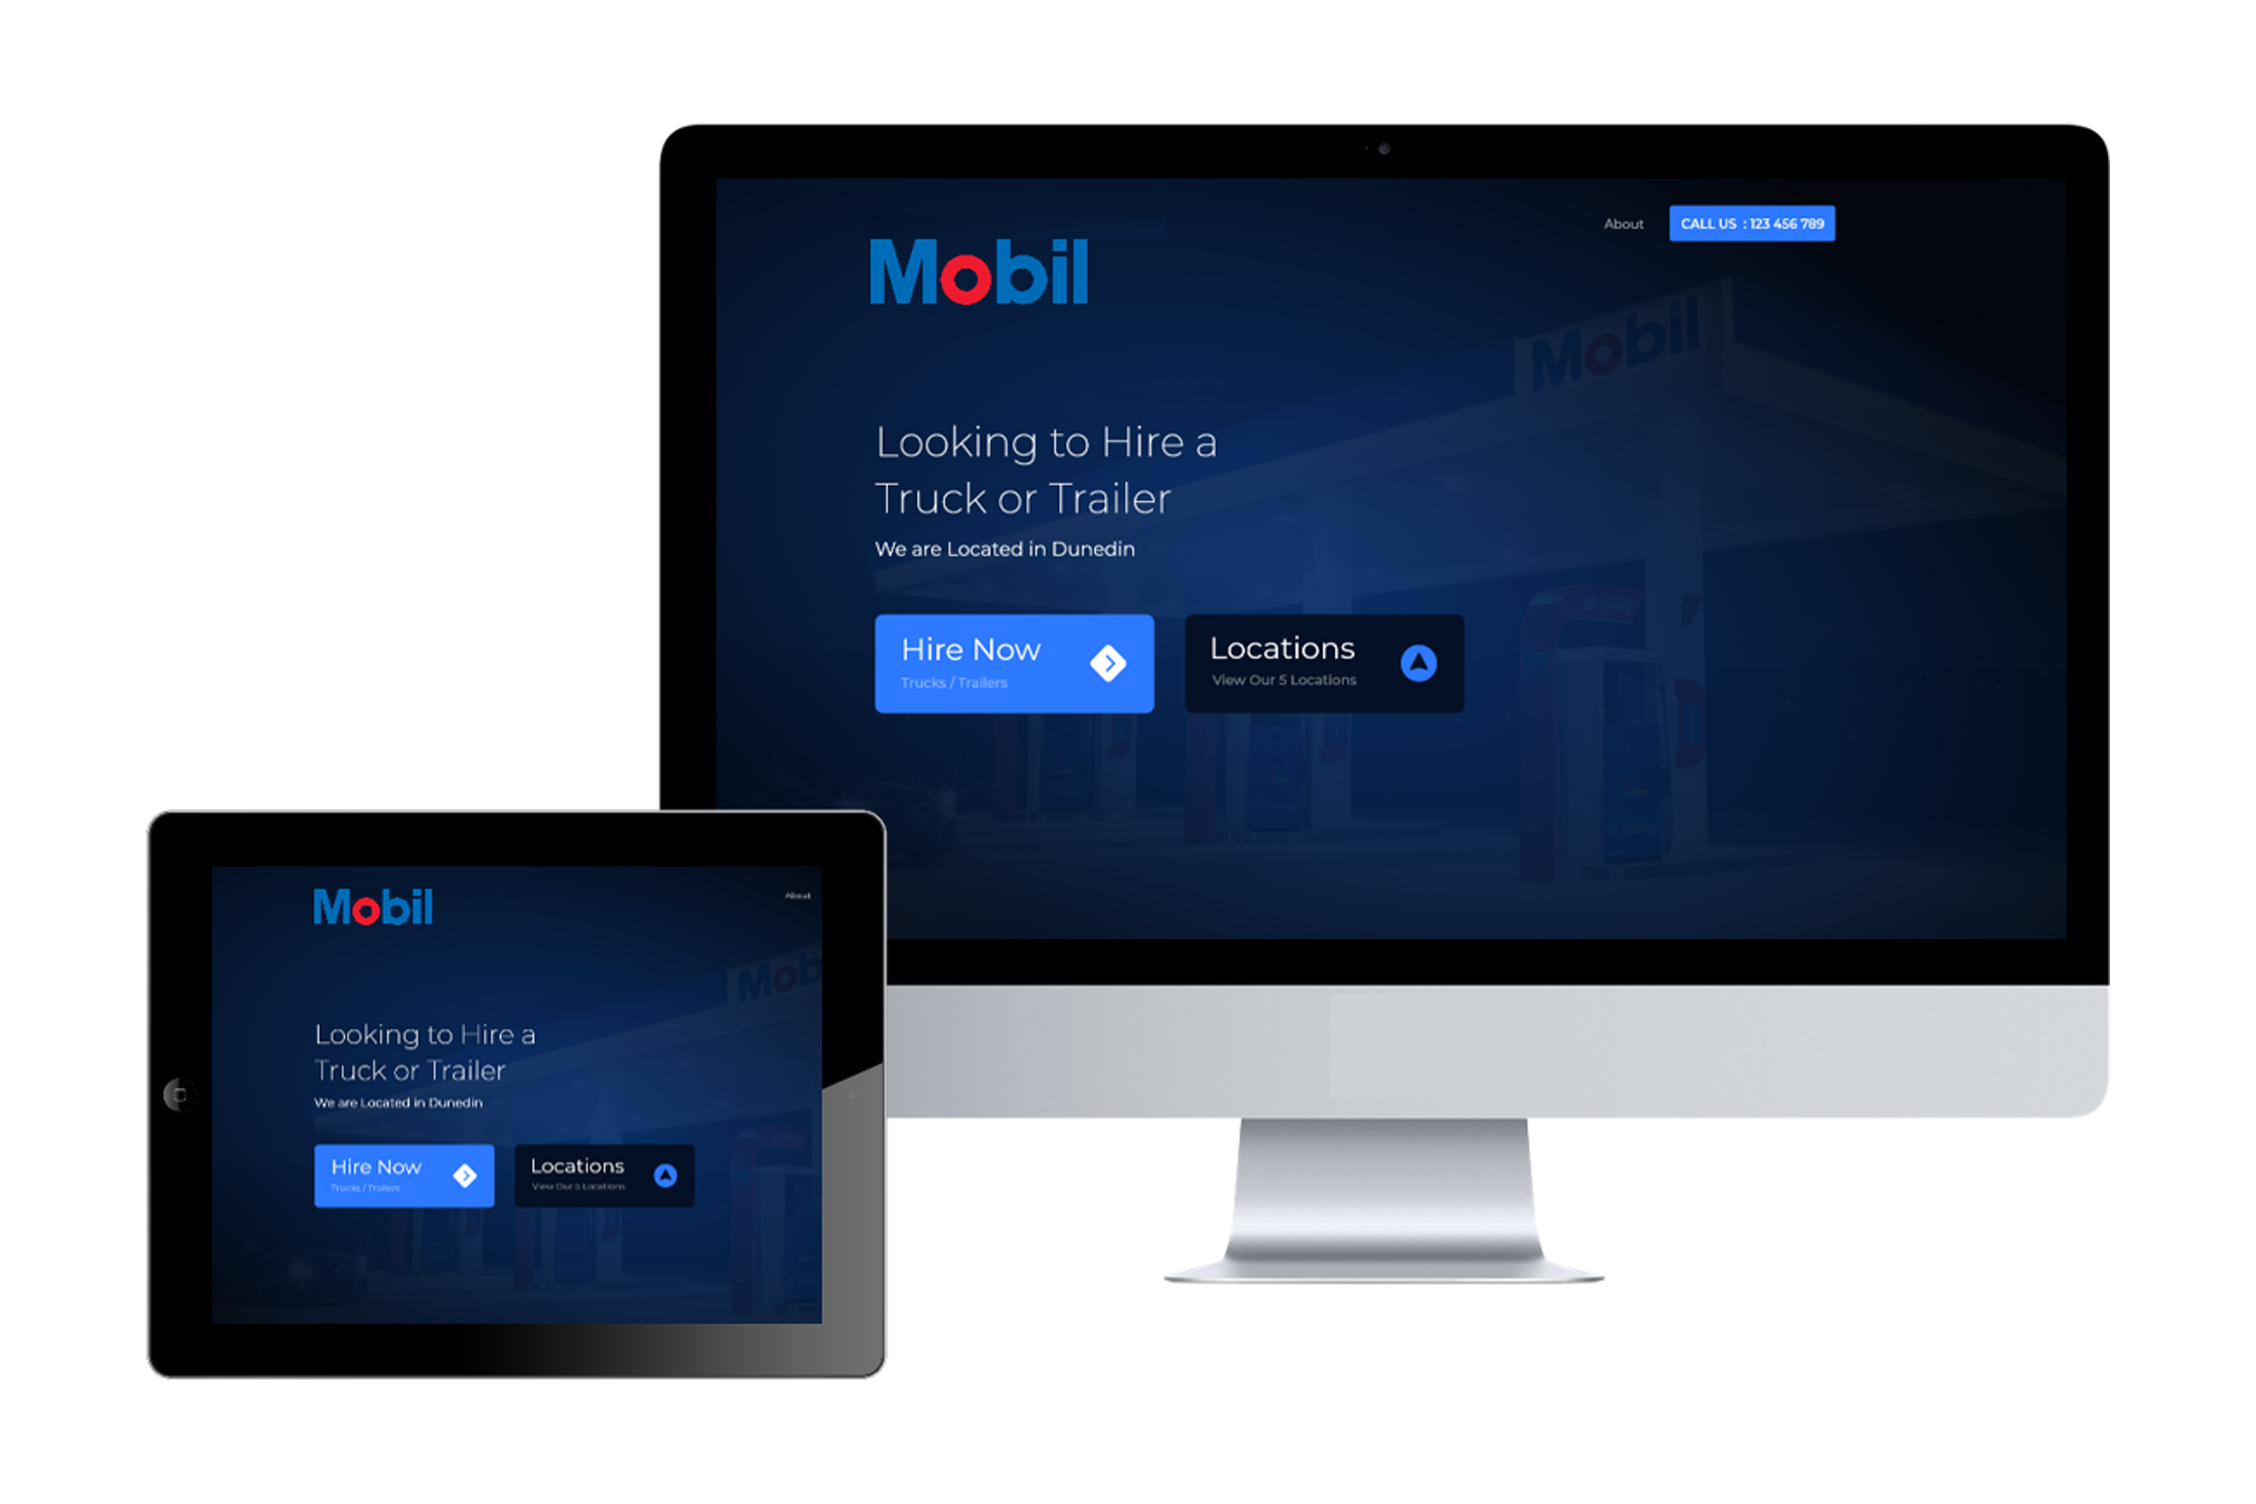 About
CALL US : 123 456 789
Mobil
Mobil
Looking to Hire a
Truck or Trailer
We are Located in Dunedin
Hire Now
Trucks / Trailers
Locations
View Our 5 Locations
Mobil
About
Mob
Looking to Hire a
Truck or Trailer
We are Located in Dunedin
Hire Now
Trucks / Trailers
Locations
View Our 5 Locations